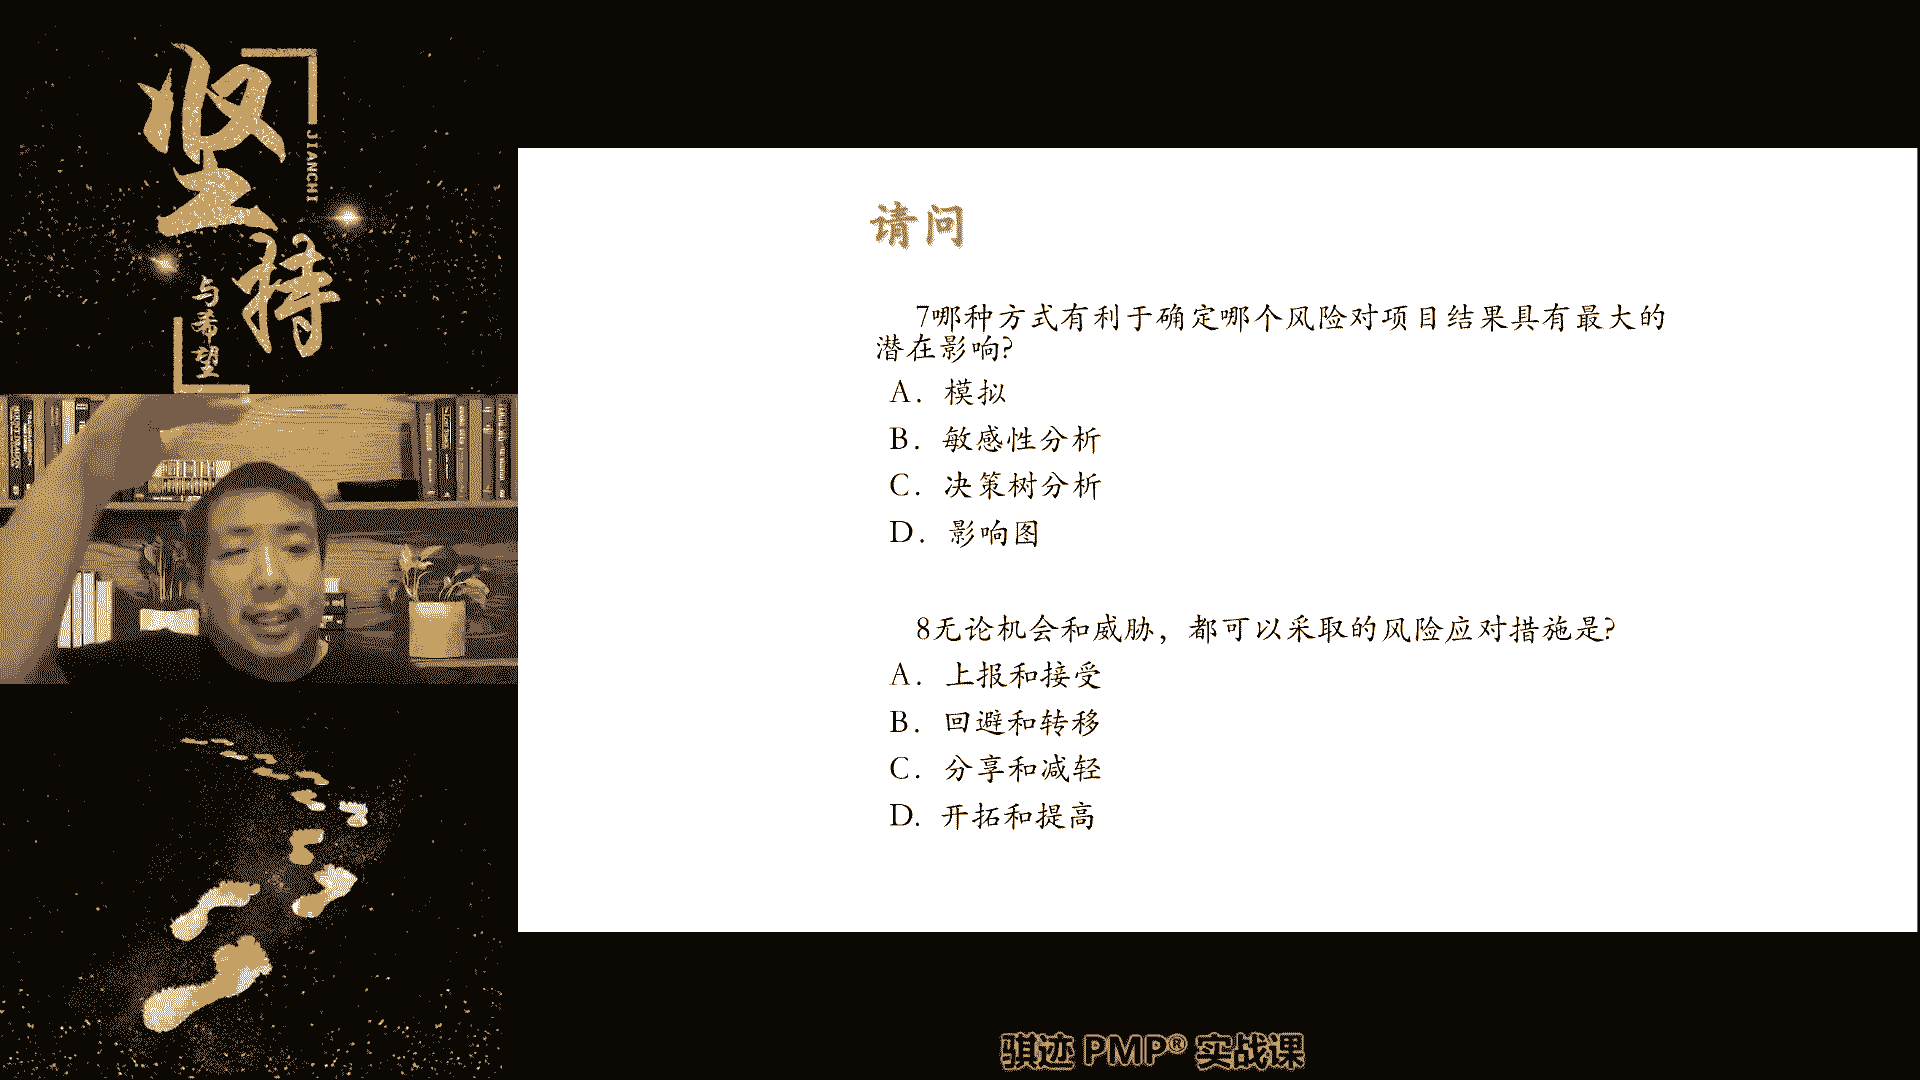 坚持
JIANCHI
与希望
请问
7哪种方式有利于确定哪个风险对项目结果具有最大的
潜在影响?
A. 模拟
B. 敏感性分析
C. 决策树分析
D. 影响图
8无论机会和威胁，都可以采取的风险应对措施是?
A. 上报和接受
B. 回避和转移
C. 分享和减轻
D. 开拓和提高
骐迹 PMP® 实战课